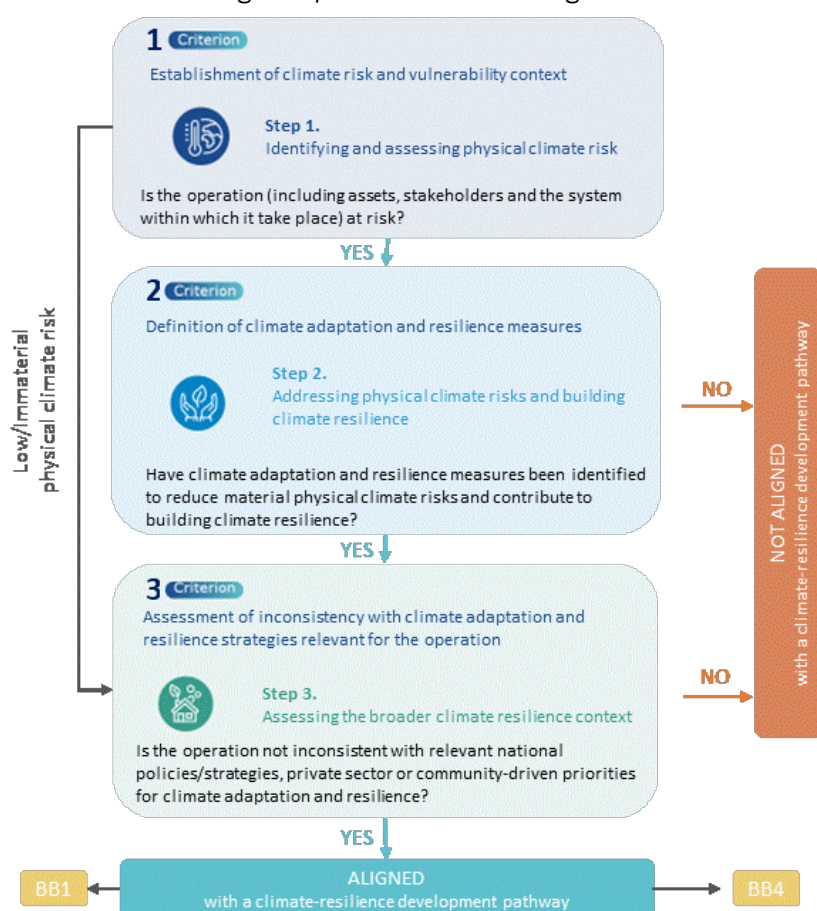 1 Criterion
Establishment of climate risk and vulnerability context
Step 1.
Identifying and assessing physical climate risk
Is the operation (including assets, stakeholders and the system
within which it take place) at risk?
YES
Low/Immaterial
physical climate risk
2 Criterion
Definition of climate adaptation and resilience measures
Step 2.
Addressing physical climate risks and building
climate resilience
Have climate adaptation and resilience measures been identified
to reduce material physical climate risks and contribute to
building climate resilience?
NO
YES
NOT ALIGNED
with a climate-resilience development pathway
3 Criterion
Assessment of inconsistency with climate adaptation and
resilience strategies relevant for the operation
Step 3.
Assessing the broader climate resilience context
Is the operation not inconsistent with relevant national
policies/strategies, private sector or community-driven priorities
for climate adaptation and resilience?
NO
YES
BB1
ALIGNED
with a climate-resilience development pathway
BB4